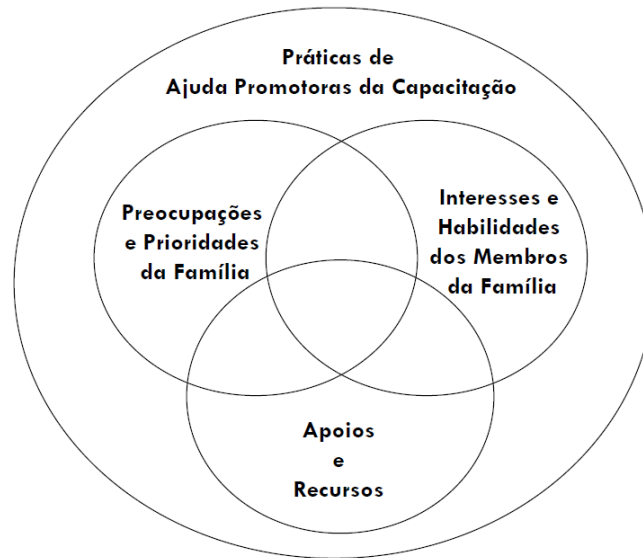 Práticas de
Ajuda Promotoras da Capacitação
Preocupações
e Prioridades
da Família
Interesses e
Habilidades
dos Membros
da Família
Apoios
e
Recursos